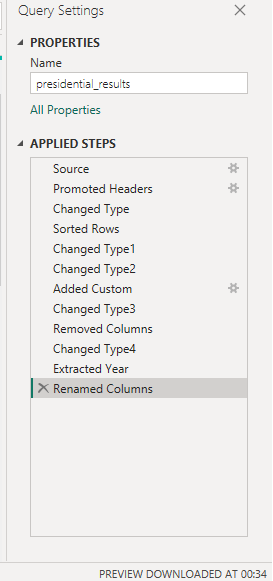 Query Settings
PROPERTIES
Name
presidential_results
All Properties
APPLIED STEPS
Source
Promoted Headers
Changed Type
Sorted Rows
Changed Type1
Changed Type2
Added Custom
Changed Type3
Removed Columns
Changed Type4
Extracted Year
Renamed Columns
PREVIEW DOWNLOADED AT 00:34